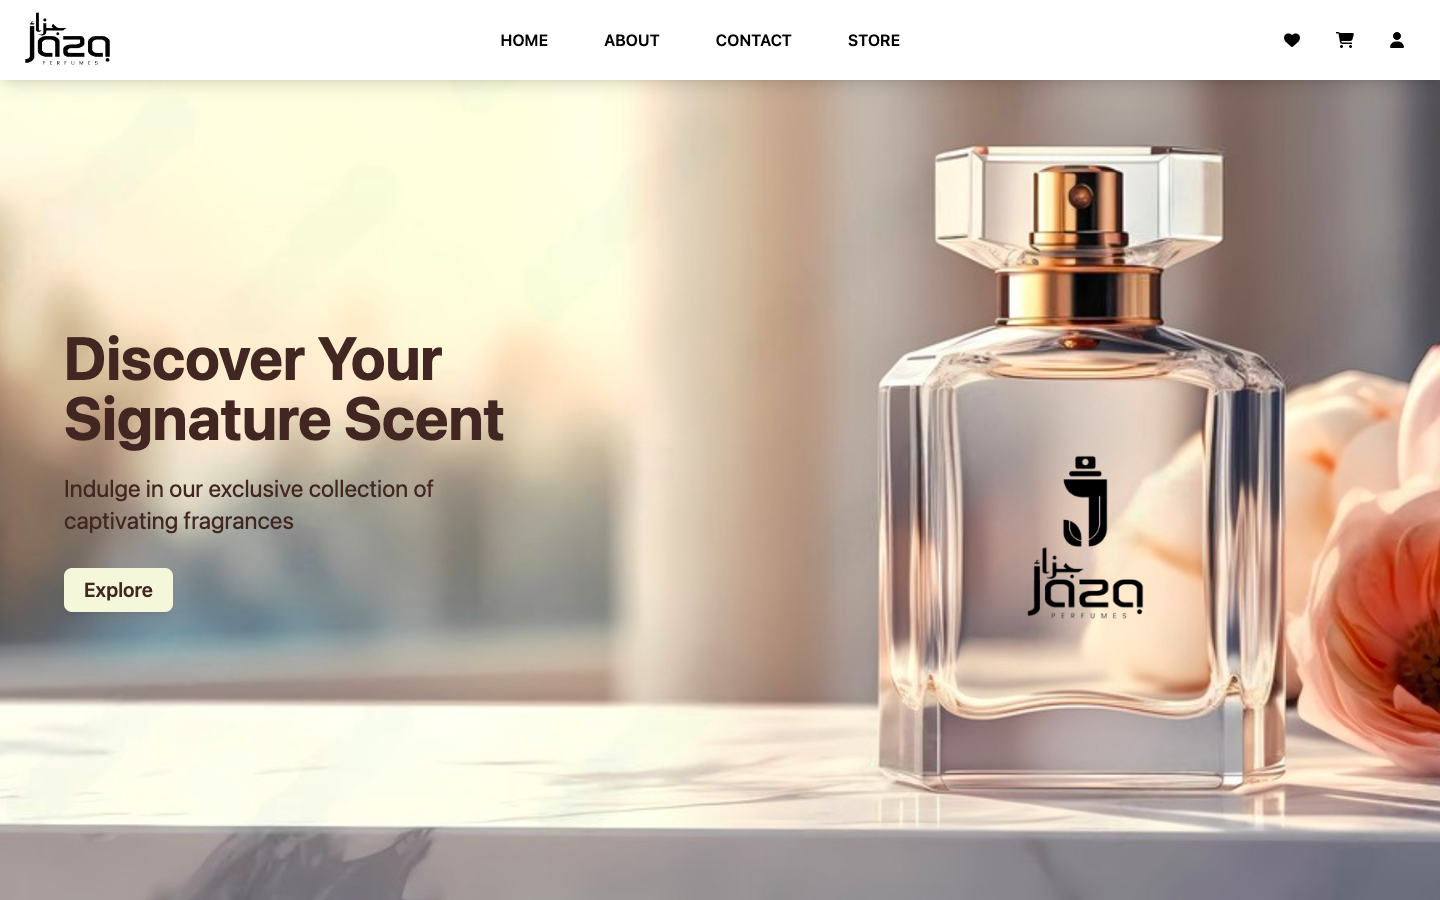 جزاء
jaza
PERFUMES
HOME
ABOUT
CONTACT
STORE
Discover Your
Signature Scent
Indulge in our exclusive collection of
captivating fragrances
Explore
J
جزاء
jaza
PERFUMES